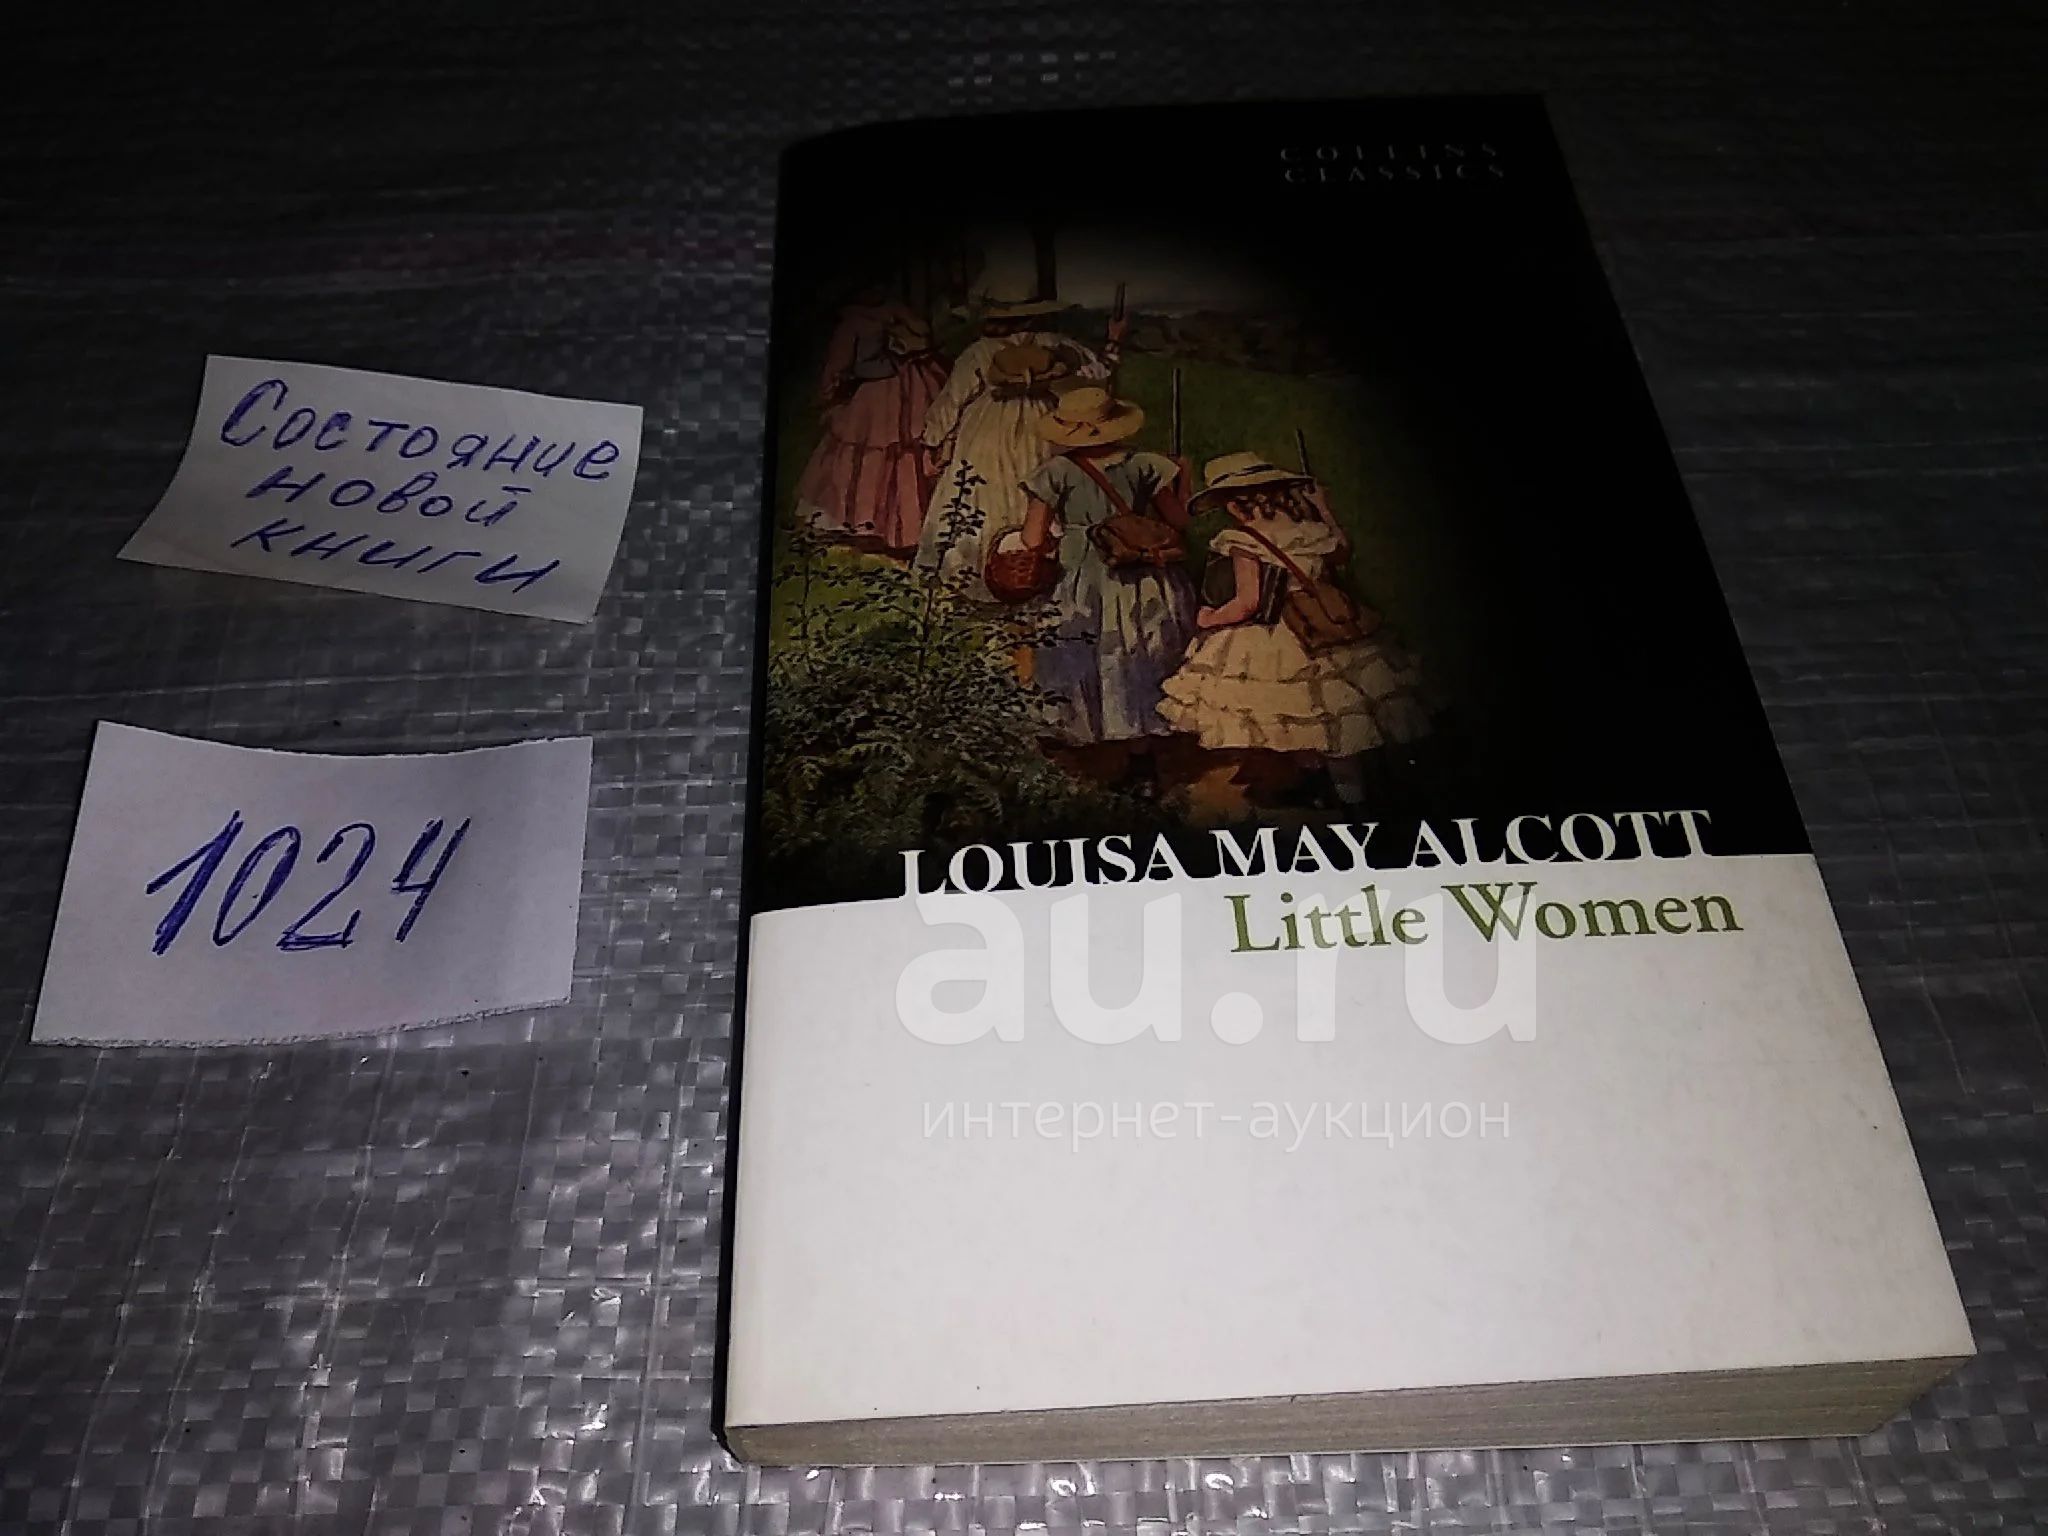 COLLINS
CLASSICS
Состояние
новой
книги
1024
LOUISA MAY ALCOTT
Little Women
au.ru
интернет-аукцион